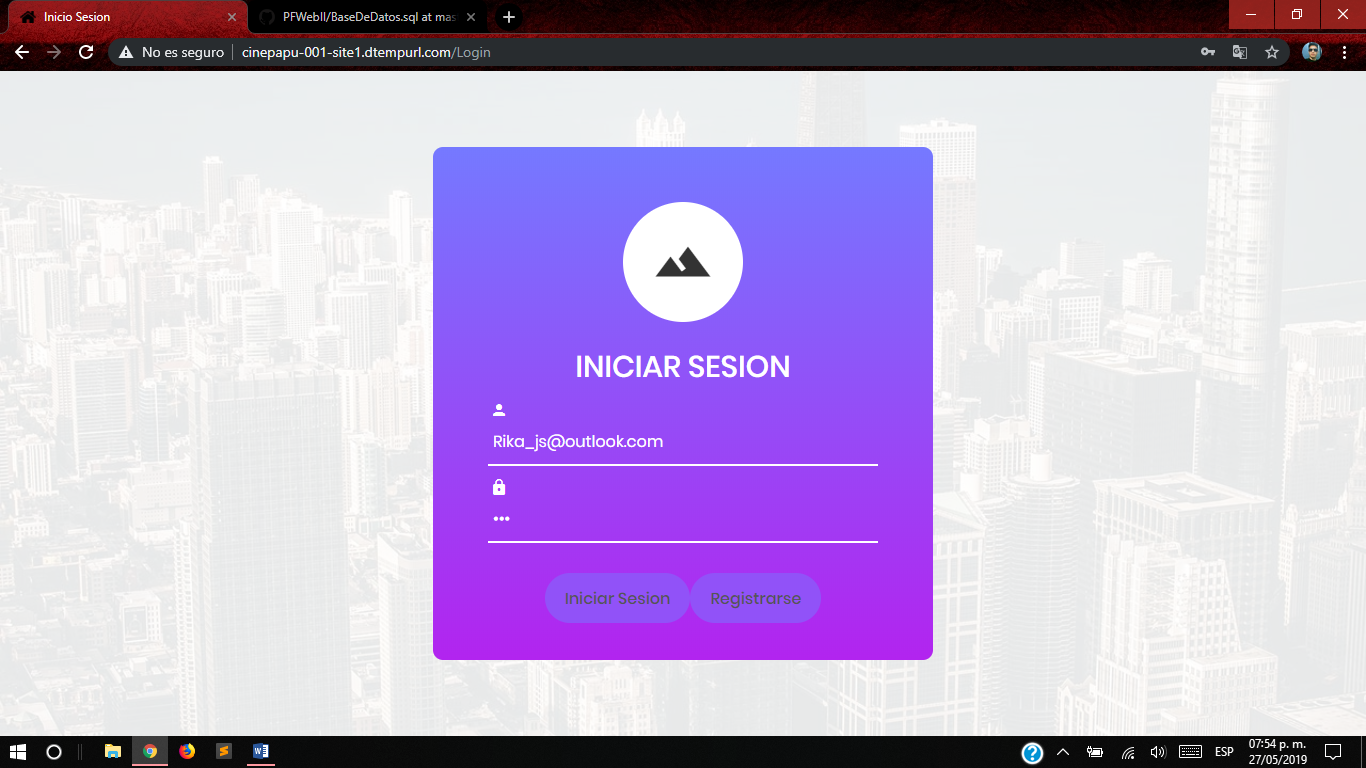 Inicio Sesion
PFWebII/BaseDeDatos.sql at mas
No es seguro
cinepapu-001-site1.dtempurl.com/Login
INICIAR SESION
Rika_js@outlook.com
•••
Iniciar Sesion
Registrarse
ESP
07:54 p. m.
27/05/2019